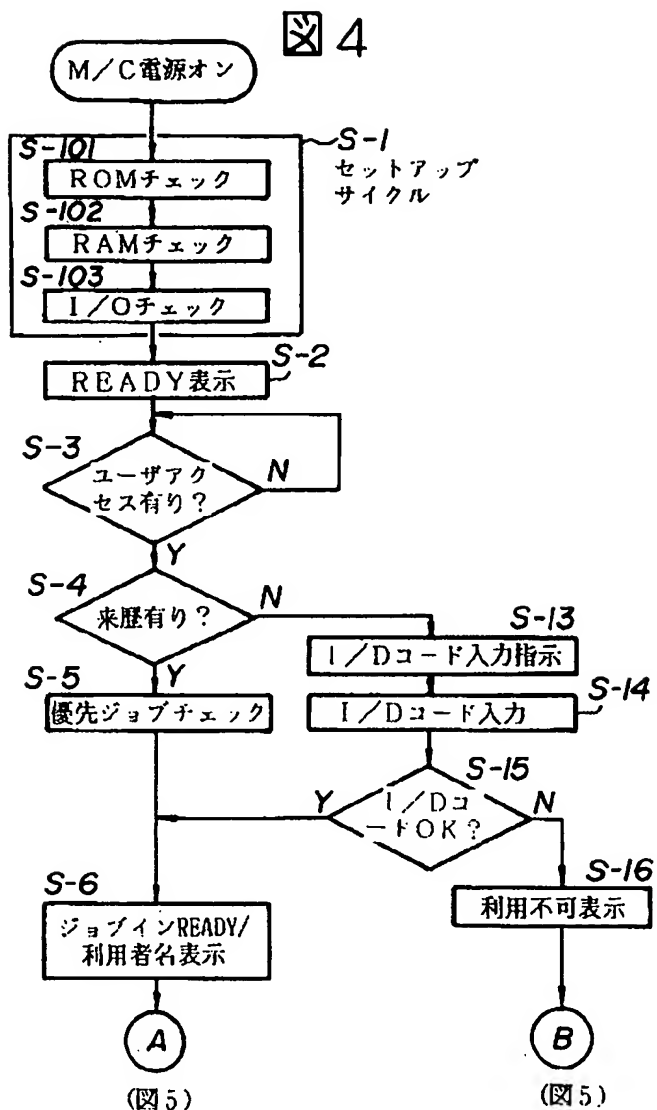 図4
M/C電源オン
S-1
セットアップ
サイクル
S-101
ROMチェック
S-102
RAMチェック
S-103
I/Oチェック
S-2
READY表示
S-3
ユーザアク
セス有り?
N
Y
S-4
来歴有り?
N
Y
S-13
I/Dコード入力指示
S-5
優先ジョブチェック
S-14
I/Dコード入力
S-15
I/Dコ
ードOK?
Y
N
S-6
ジョブインREADY/
利用者名表示
S-16
利用不可表示
A
B
(図5)
(図5)